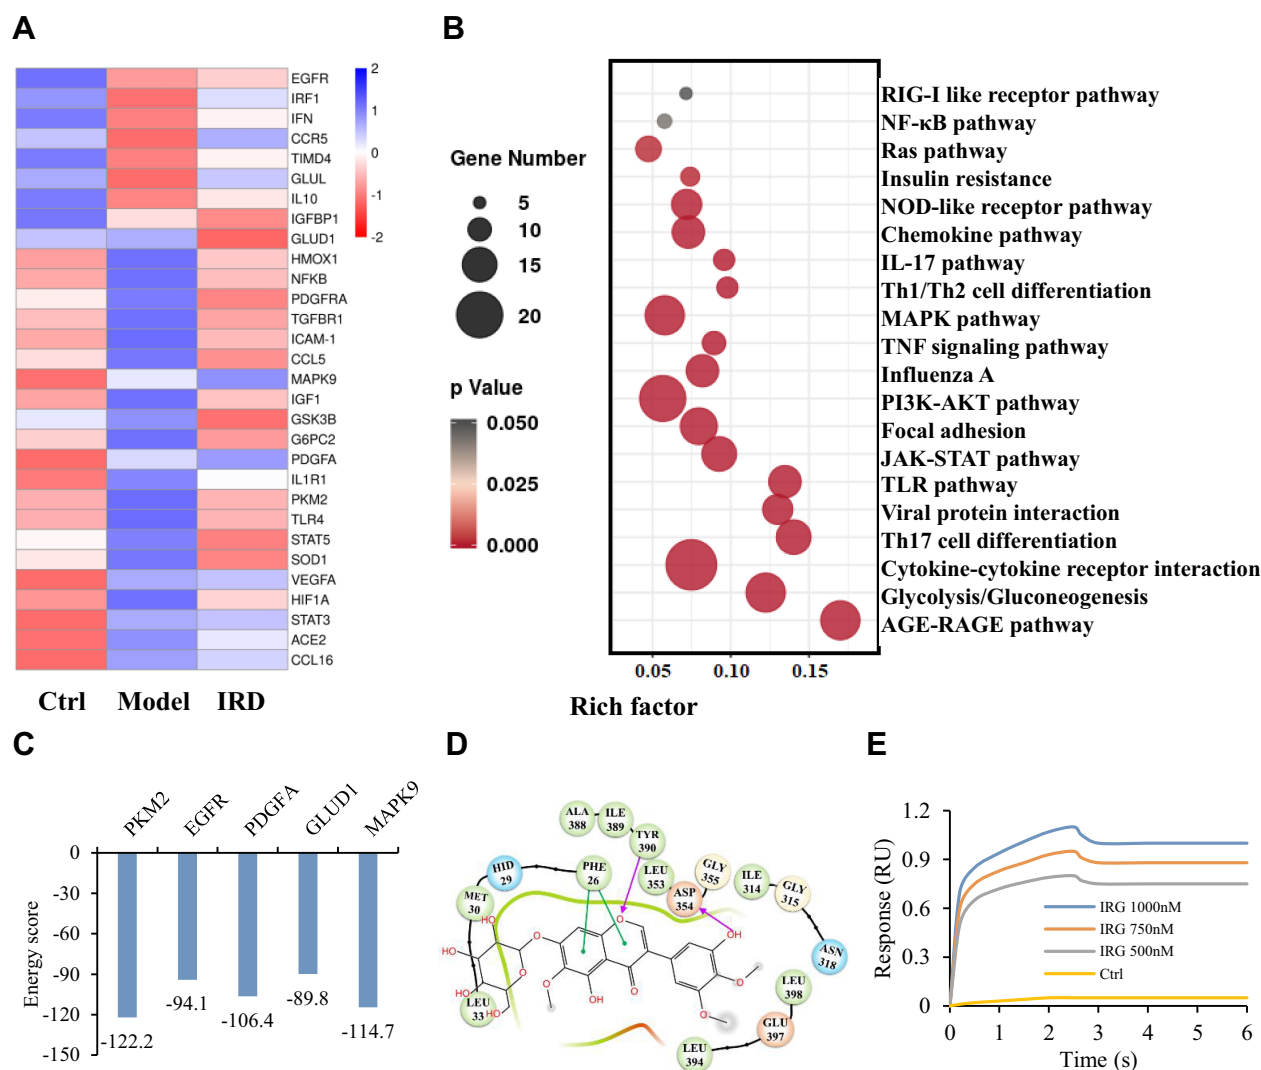 A
EGFR
IRF1
IFN
CCR5
TIMD4
GLUL
IL10
IGFBP1
GLUD1
HMOX1
NFKB
PDGFRA
TGFBR1
ICAM-1
CCL5
MAPK9
IGF1
GSK3B
G6PC2
PDGFA
IL1R1
PKM2
TLR4
STAT5
SOD1
VEGFA
HIF1A
STAT3
ACE2
CCL16
2
1
0
-1
-2
Ctrl Model IRD
B
Gene Number
5
10
15
20
p Value
0.050
0.025
0.000
RIG-I like receptor pathway
NF-κB pathway
Ras pathway
Insulin resistance
NOD-like receptor pathway
Chemokine pathway
IL-17 pathway
Th1/Th2 cell differentiation
MAPK pathway
TNF signaling pathway
Influenza A
PI3K-AKT pathway
Focal adhesion
JAK-STAT pathway
TLR pathway
Viral protein interaction
Th17 cell differentiation
Cytokine-cytokine receptor interaction
Glycolysis/Gluconeogenesis
AGE-RAGE pathway
0.05 0.10 0.15
Rich factor
C
PKM2 EGFR PDGFA GLUD1 MAPK9
Energy score
0
-30
-60
-90
-120
-150
-122.2
-94.1
-106.4
-89.8
-114.7
D
ALA
388
ILE
389
TYR
390
HID
29
PHE
26
LEU
353
GLY
355
ASP
354
ILE
314
GLY
315
MET
30
ASN
318
LEU
33
LEU
398
GLU
397
LEU
394
HO
HO
HO
HO
O
O
O
O
OH
O
OH
O
O
E
Response (RU)
1.2
0.9
0.6
0.3
0
IRG 1000nM
IRG 750nM
IRG 500nM
Ctrl
0 1 2 3 4 5 6
Time (s)